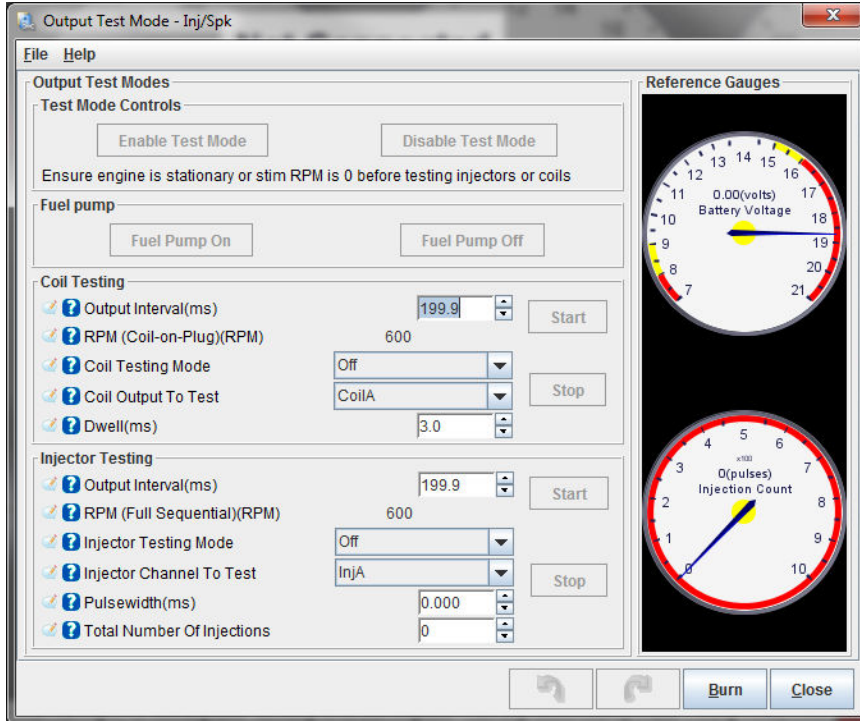 Output Test Mode - Inj/Spk
x
File Help
Output Test Modes
Test Mode Controls
Enable Test Mode Disable Test Mode
Ensure engine is stationary or stim RPM is 0 before testing injectors or coils
Fuel pump
Fuel Pump On Fuel Pump Off
Coil Testing
? Output Interval(ms) 199.9
Start
? RPM (Coil-on-Plug)(RPM) 600
? Coil Testing Mode Off
? Coil Output To Test CoilA
Stop
? Dwell(ms) 3.0
Injector Testing
? Output Interval(ms) 199.9
Start
? RPM (Full Sequential)(RPM) 600
? Injector Testing Mode Off
? Injector Channel To Test InjA
Stop
? Pulsewidth(ms) 0.000
? Total Number Of Injections 0
Reference Gauges
7 8 9 10 11 12 13 14 15 16 17 18 19 20 21
0.00(volts)
Battery Voltage
0 1 2 3 4 5 6 7 8 9 10
x100
0(pulses)
Injection Count
Burn Close